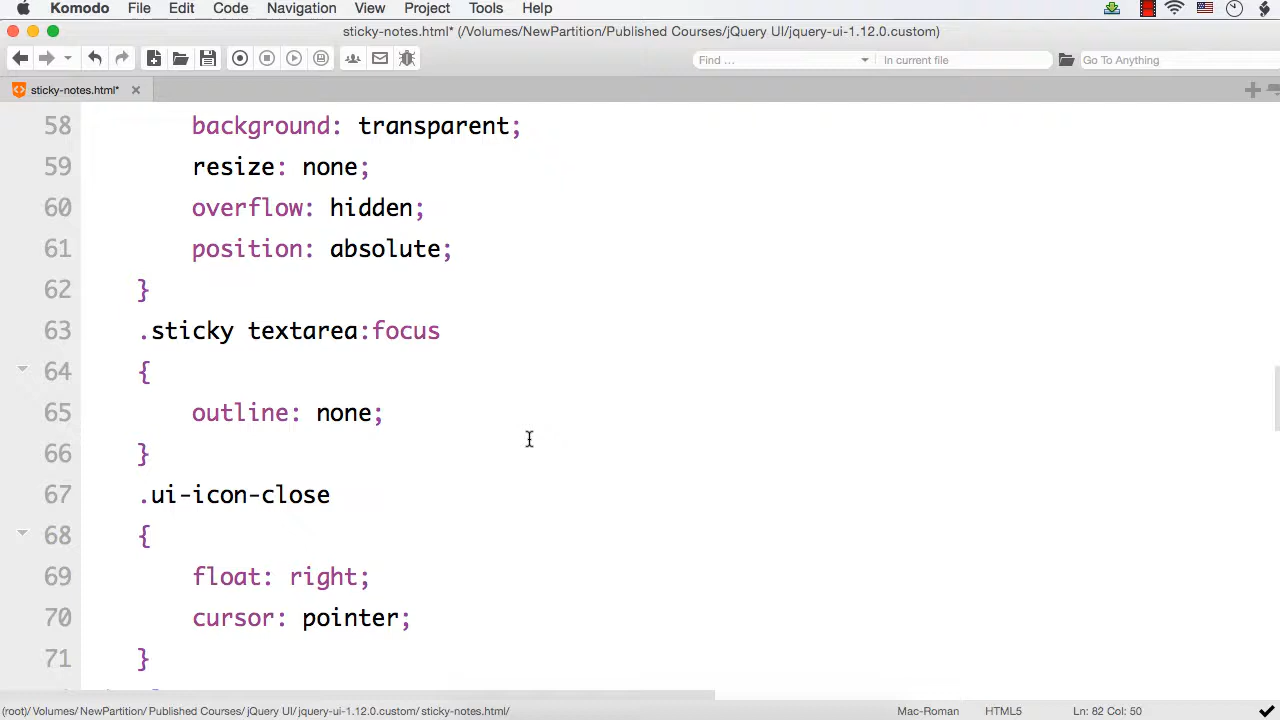 Komodo File Edit Code Navigation View Project Tools Help
sticky-notes.html* (/Volumes/NewPartition/Published Courses/jQuery UI/jquery-ui-1.12.0.custom)
Find ... In current file Go To Anything
sticky-notes.html*
58 background: transparent;
59 resize: none;
60 overflow: hidden;
61 position: absolute;
62 }
63 .sticky textarea:focus
64 {
65 outline: none;
66 }
67 .ui-icon-close
68 {
69 float: right;
70 cursor: pointer;
71 }
(root)/ Volumes/ NewPartition/ Published Courses/ jQuery UI/ jquery-ui-1.12.0.custom/ sticky-notes.html/ Mac-Roman HTML5 Ln: 82 Col: 50